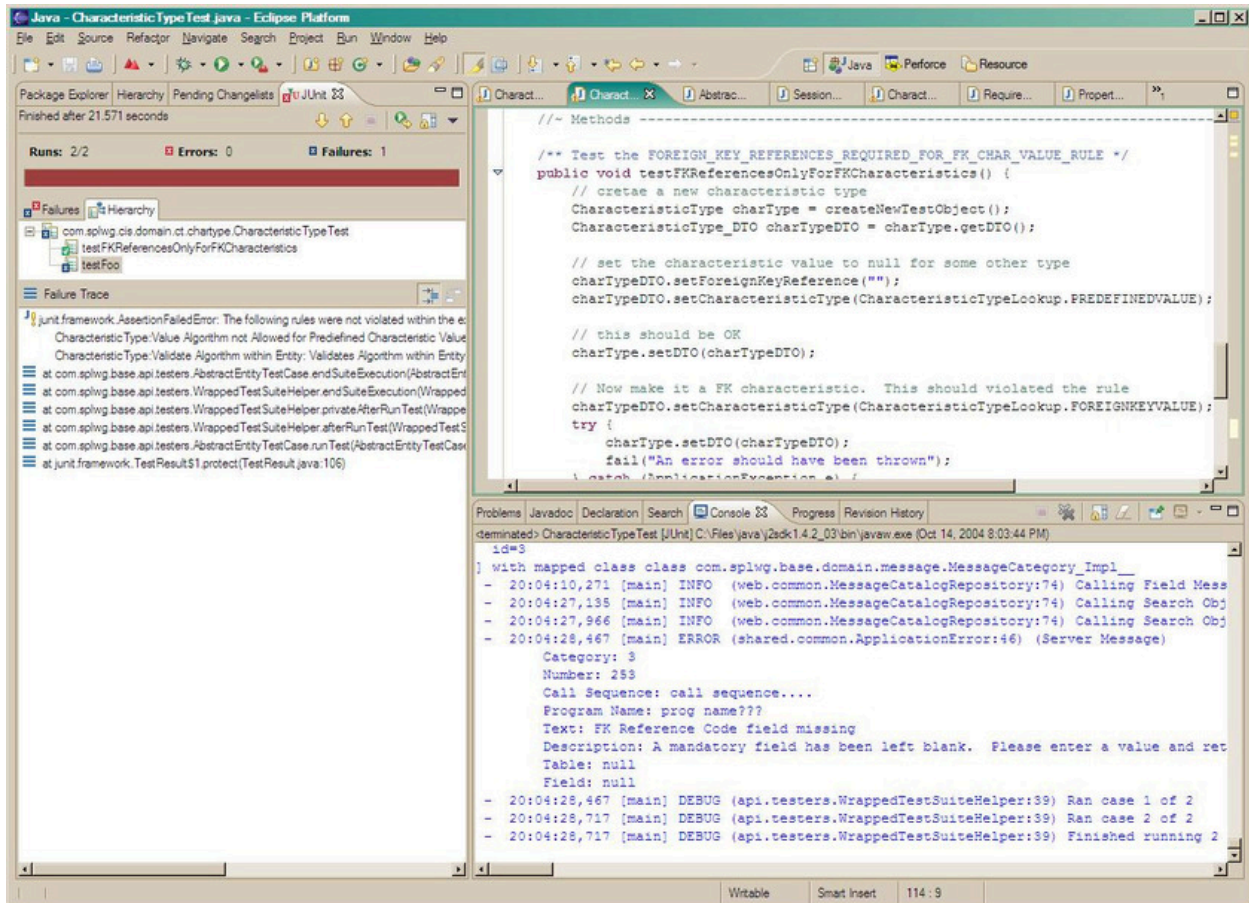 Java - CharacteristicTypeTest.java - Eclipse Platform
File Edit Source Refactor Navigate Search Project Run Window Help
Java Perforce Resource
Package Explorer Hierarchy Pending Changelists JUnit
Finished after 21.571 seconds
Runs: 2/2 Errors: 0 Failures: 1
Failures Hierarchy
com.splwg.cis.domain.ct.chartype.CharacteristicTypeTest
testFKReferencesOnlyForFKCharacteristics
testFoo
Failure Trace
junit.framework.AssertionFailedError: The following rules were not violated within the ex
CharacteristicType:Value Algorithm not Allowed for Predefined Characteristic Value
CharacteristicType:Validate Algorithm within Entity: Validates Algorithm within Entity
at com.splwg.base.api.testers.AbstractEntityTestCase.endSuiteExecution(AbstractEnt
at com.splwg.base.api.testers.WrappedTestSuiteHelper.endSuiteExecution(Wrapped
at com.splwg.base.api.testers.WrappedTestSuiteHelper.privateAfterRunTest(Wrappe
at com.splwg.base.api.testers.WrappedTestSuiteHelper.afterRunTest(WrappedTestS
at com.splwg.base.api.testers.AbstractEntityTestCase.runTest(AbstractEntityTestCase
at junit.framework.TestResult$1.protect(TestResult.java:106)
Charact... Charact... Abstrac... Session... Charact... Require... Propert... »1
//~ Methods ----------------------------------------------------------------------
/** Test the FOREIGN_KEY_REFERENCES_REQUIRED_FOR_FK_CHAR_VALUE_RULE */
public void testFKReferencesOnlyForFKCharacteristics() {
// cretae a new characteristic type
CharacteristicType charType = createNewTestObject();
CharacteristicType_DTO charTypeDTO = charType.getDTO();
// set the characteristic value to null for some other type
charTypeDTO.setForeignKeyReference("");
charTypeDTO.setCharacteristicType(CharacteristicTypeLookup.PREDEFINEDVALUE);
// this should be OK
charType.setDTO(charTypeDTO);
// Now make it a FK characteristic.  This should violated the rule
charTypeDTO.setCharacteristicType(CharacteristicTypeLookup.FOREIGNKEYVALUE);
try {
charType.setDTO(charTypeDTO);
fail("An error should have been thrown");
} catch (ApplicationException e) {
Problems Javadoc Declaration Search Console Progress Revision History
<terminated> CharacteristicTypeTest [JUnit] C:\Files\java\j2sdk1.4.2_03\bin\javaw.exe (Oct 14, 2004 8:03:44 PM)
id=3
] with mapped class class com.splwg.base.domain.message.MessageCategory_Impl__
- 20:04:10,271 [main] INFO (web.common.MessageCatalogRepository:74) Calling Field Mess
- 20:04:27,135 [main] INFO (web.common.MessageCatalogRepository:74) Calling Search Obj
- 20:04:27,966 [main] INFO (web.common.MessageCatalogRepository:74) Calling Search Obj
- 20:04:28,467 [main] ERROR (shared.common.ApplicationError:46) (Server Message)
Category: 3
Number: 253
Call Sequence: call sequence....
Program Name: prog name???
Text: FK Reference Code field missing
Description: A mandatory field has been left blank.  Please enter a value and ret
Table: null
Field: null
- 20:04:28,467 [main] DEBUG (api.testers.WrappedTestSuiteHelper:39) Ran case 1 of 2
- 20:04:28,717 [main] DEBUG (api.testers.WrappedTestSuiteHelper:39) Ran case 2 of 2
- 20:04:28,717 [main] DEBUG (api.testers.WrappedTestSuiteHelper:39) Finished running 2
Writable Smart Insert 114 : 9